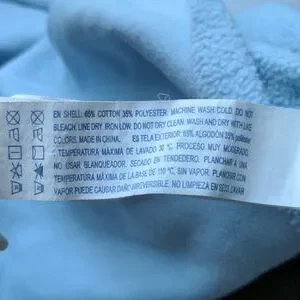 EN SHELL: 65% COTTON 35% POLYESTER. MACHINE WASH COLD. DO NOT
BLEACH. LINE DRY. IRON LOW. DO NOT DRY CLEAN. WASH AND DRY WITH LIKE
COLORS. MADE IN CHINA. ES TELA EXTERIOR: 65% ALGODÓN 35% POLIÉSTER.
TEMPERATURA MÁXIMA DE LAVADO 30 °C. PROCESO MUY MODERADO.
NO USAR BLANQUEADOR. SECADO EN TENDEDERO. PLANCHAR A UNA
TEMPERATURA MÁXIMA DE LA BASE DE 110 °C, SIN VAPOR. PLANCHAR CON
VAPOR PUEDE CAUSAR DAÑO IRREVERSIBLE. NO LIMPIEZA EN SECO. LAVAR